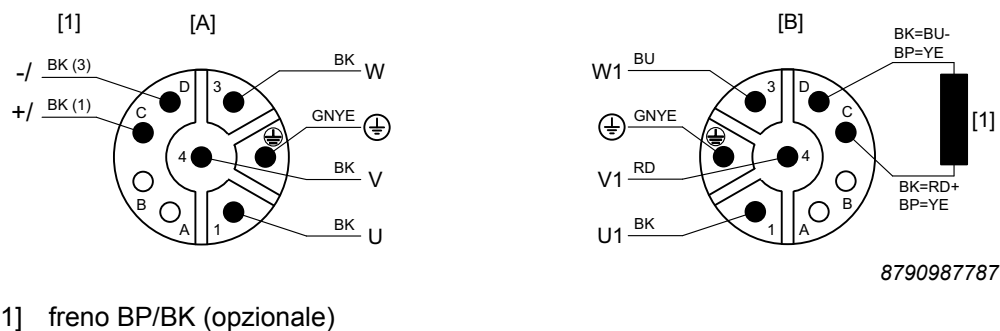 [1] [A] [B]
BK=BU-
BP=YE
-/ BK (3) D 3 BK W W1 BU 3 D
+/ BK (1) C GNYE GNYE C [1]
4 BK V V1 RD 4
BK=RD+
BP=YE
B B
A 1 BK U U1 BK 1 A
8790987787
1] freno BP/BK (opzionale)